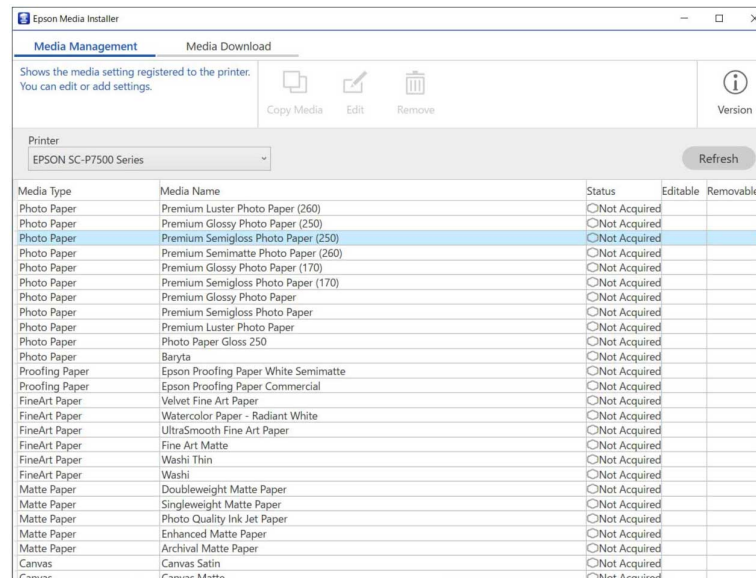 Epson Media Installer
Media Management Media Download
Shows the media setting registered to the printer.
You can edit or add settings.
Copy Media Edit Remove Version
Printer
EPSON SC-P7500 Series Refresh
Media Type Media Name Status Editable Removable
Photo Paper Premium Luster Photo Paper (260) Not Acquired
Photo Paper Premium Glossy Photo Paper (250) Not Acquired
Photo Paper Premium Semigloss Photo Paper (250) Not Acquired
Photo Paper Premium Semimatte Photo Paper (260) Not Acquired
Photo Paper Premium Glossy Photo Paper (170) Not Acquired
Photo Paper Premium Semigloss Photo Paper (170) Not Acquired
Photo Paper Premium Glossy Photo Paper Not Acquired
Photo Paper Premium Semigloss Photo Paper Not Acquired
Photo Paper Premium Luster Photo Paper Not Acquired
Photo Paper Photo Paper Gloss 250 Not Acquired
Photo Paper Baryta Not Acquired
Proofing Paper Epson Proofing Paper White Semimatte Not Acquired
Proofing Paper Epson Proofing Paper Commercial Not Acquired
FineArt Paper Velvet Fine Art Paper Not Acquired
FineArt Paper Watercolor Paper - Radiant White Not Acquired
FineArt Paper UltraSmooth Fine Art Paper Not Acquired
FineArt Paper Fine Art Matte Not Acquired
FineArt Paper Washi Thin Not Acquired
FineArt Paper Washi Not Acquired
Matte Paper Doubleweight Matte Paper Not Acquired
Matte Paper Singleweight Matte Paper Not Acquired
Matte Paper Photo Quality Ink Jet Paper Not Acquired
Matte Paper Enhanced Matte Paper Not Acquired
Matte Paper Archival Matte Paper Not Acquired
Canvas Canvas Satin Not Acquired
Canvas Canvas Matte Not Acquired